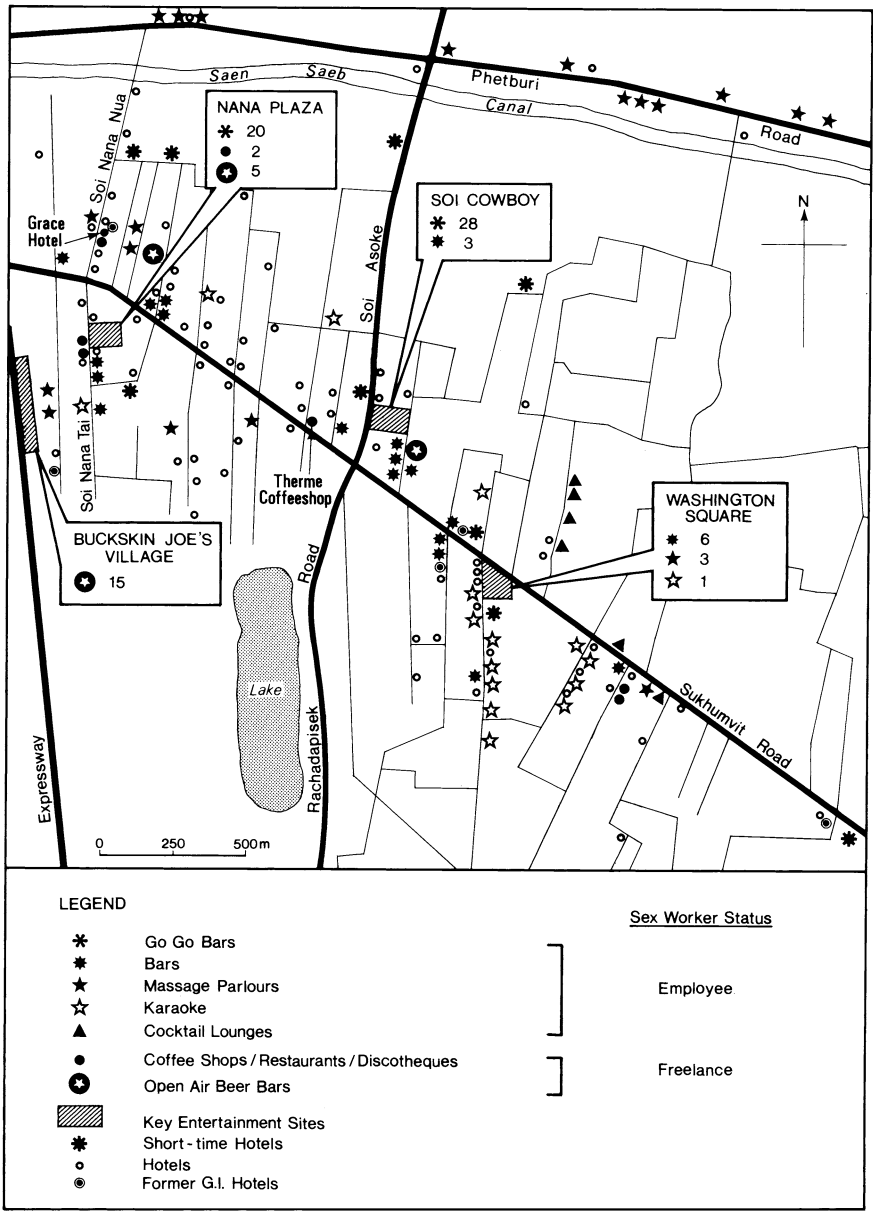 Saen Saeb
Canal
Phetburi
Road
Soi Nana Nua
NANA PLAZA
20
2
5
Grace
Hotel
Soi Asoke
SOI COWBOY
28
3
N
Soi Nana Tai
Therme
Coffeeshop
BUCKSKIN JOE'S
VILLAGE
15
WASHINGTON
SQUARE
6
3
1
Lake
Road
Rachadapisek
Sukhumvit
Road
Expressway
0 250 500m
LEGEND
Sex Worker Status
Go Go Bars
Bars
Massage Parlours
Karaoke
Cocktail Lounges
Employee
Coffee Shops / Restaurants / Discotheques
Open Air Beer Bars
Freelance
Key Entertainment Sites
Short-time Hotels
Hotels
Former G.I. Hotels